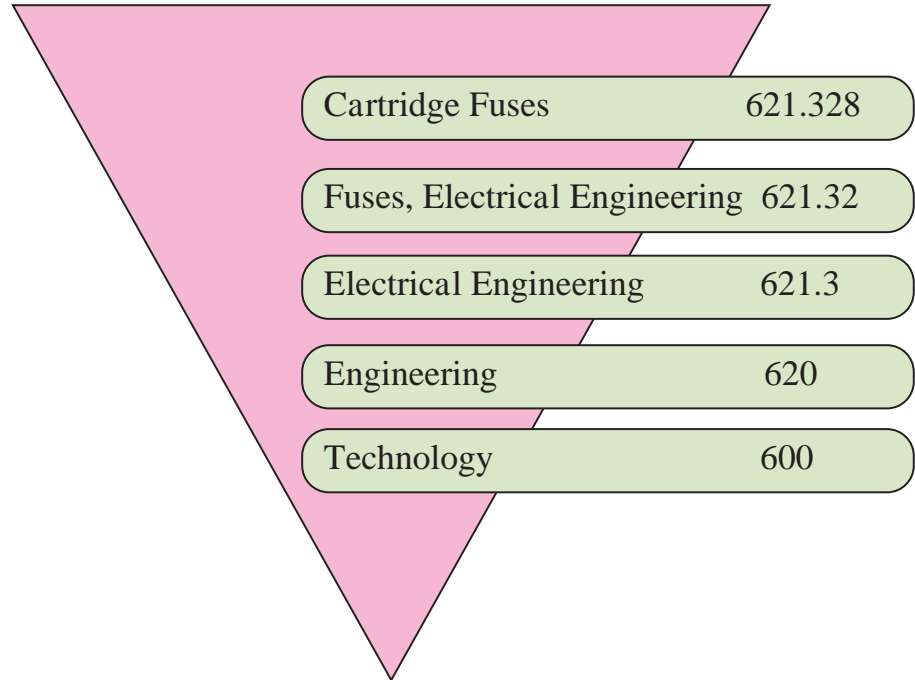 Cartridge Fuses 621.328
Fuses, Electrical Engineering 621.32
Electrical Engineering 621.3
Engineering 620
Technology 600